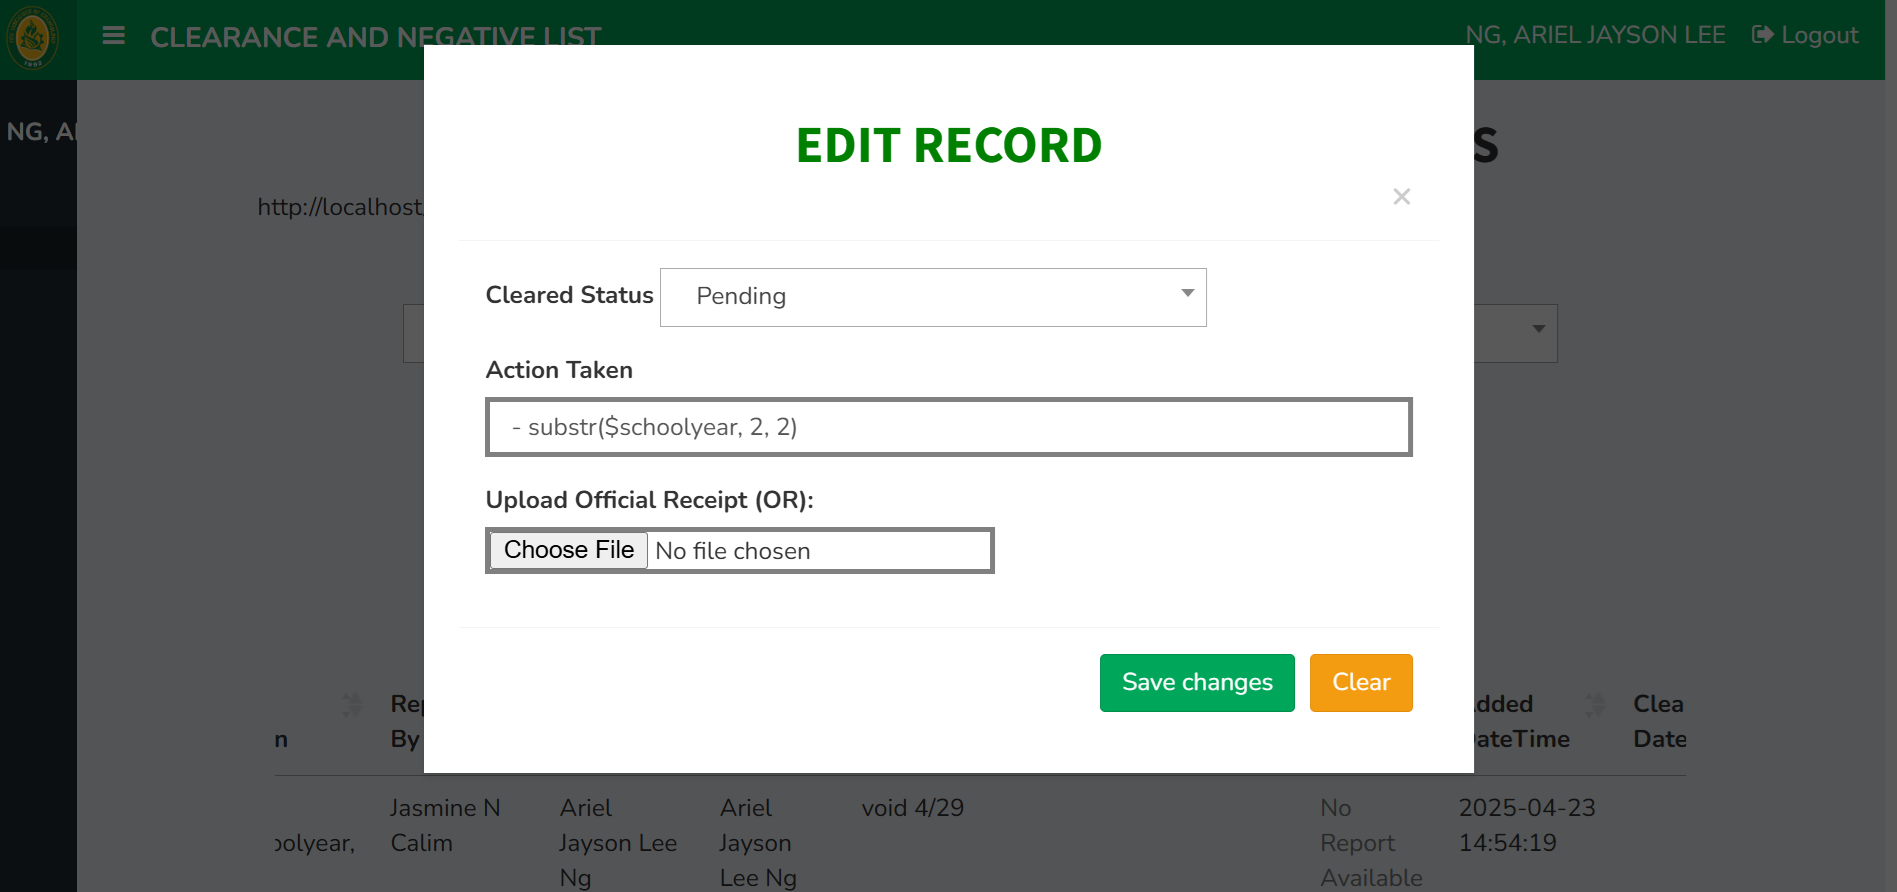 CLEARANCE AND NEGATIVE LIST
NG, ARIEL JAYSON LEE
Logout
NG, A
http://localhost
S
EDIT RECORD
×
Cleared Status
Pending
Action Taken
- substr($schoolyear, 2, 2)
Upload Official Receipt (OR):
Choose File No file chosen
Save changes
Clear
n
Rep
By
dded
DateTime
Clea
Date
oolyear,
Jasmine N
Calim
Ariel
Jayson Lee
Ng
Ariel
Jayson
Lee Ng
void 4/29
No
Report
Available
2025-04-23
14:54:19